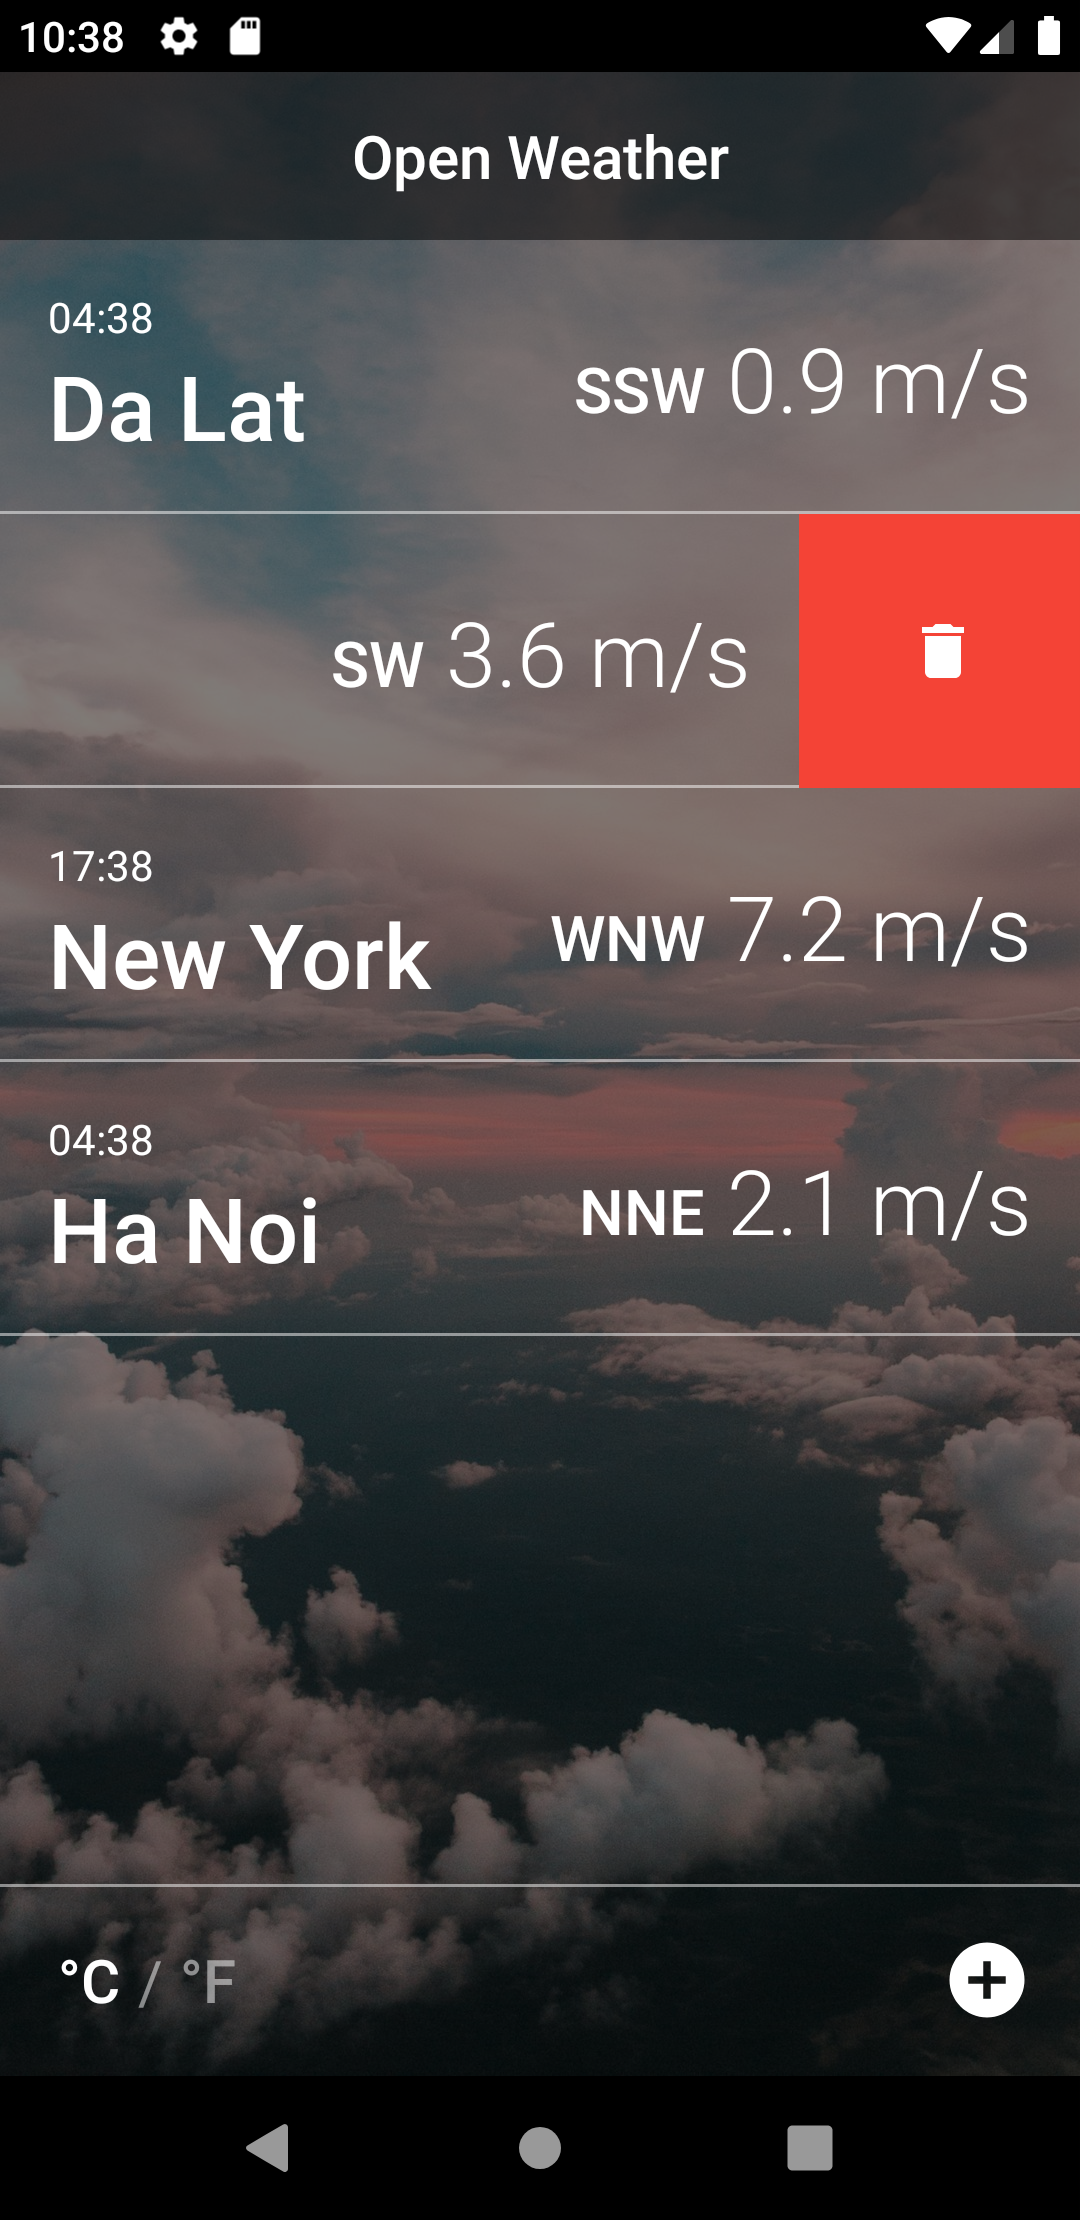 10:38
Open Weather
04:38
Da Lat
SSW 0.9 m/s
SW 3.6 m/s
17:38
New York
WNW 7.2 m/s
04:38
Ha Noi
NNE 2.1 m/s
°C / °F